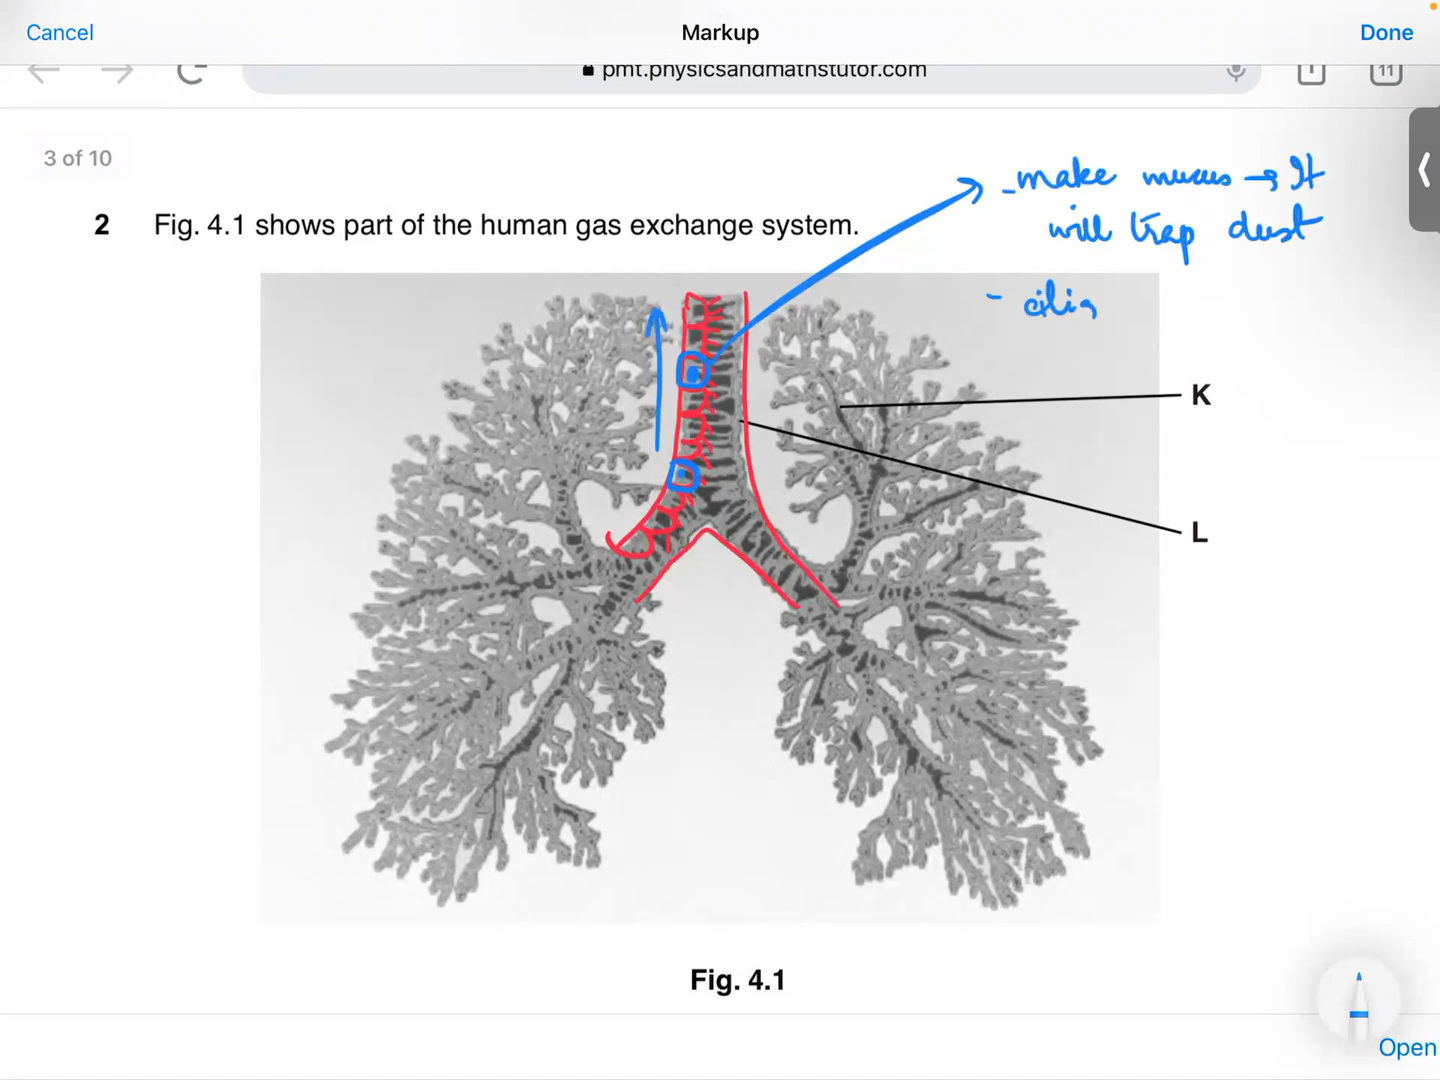 Cancel
Markup
Done
pmt.physicsandmathstutor.com
11
3 of 10
- make mucus → It
will trap dust
- cilia
2 Fig. 4.1 shows part of the human gas exchange system.
K
L
Fig. 4.1
Open